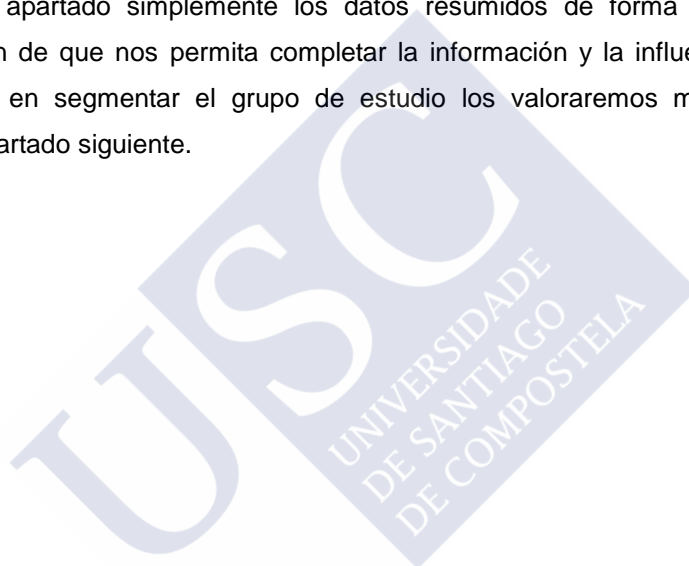 apartado simplemente los datos resumidos de forma
n de que nos permita completar la información y la influe
en segmentar el grupo de estudio los valoraremos m
artado siguiente.
USC
UNIVERSIDADE
DE SANTIAGO
DE COMPOSTELA